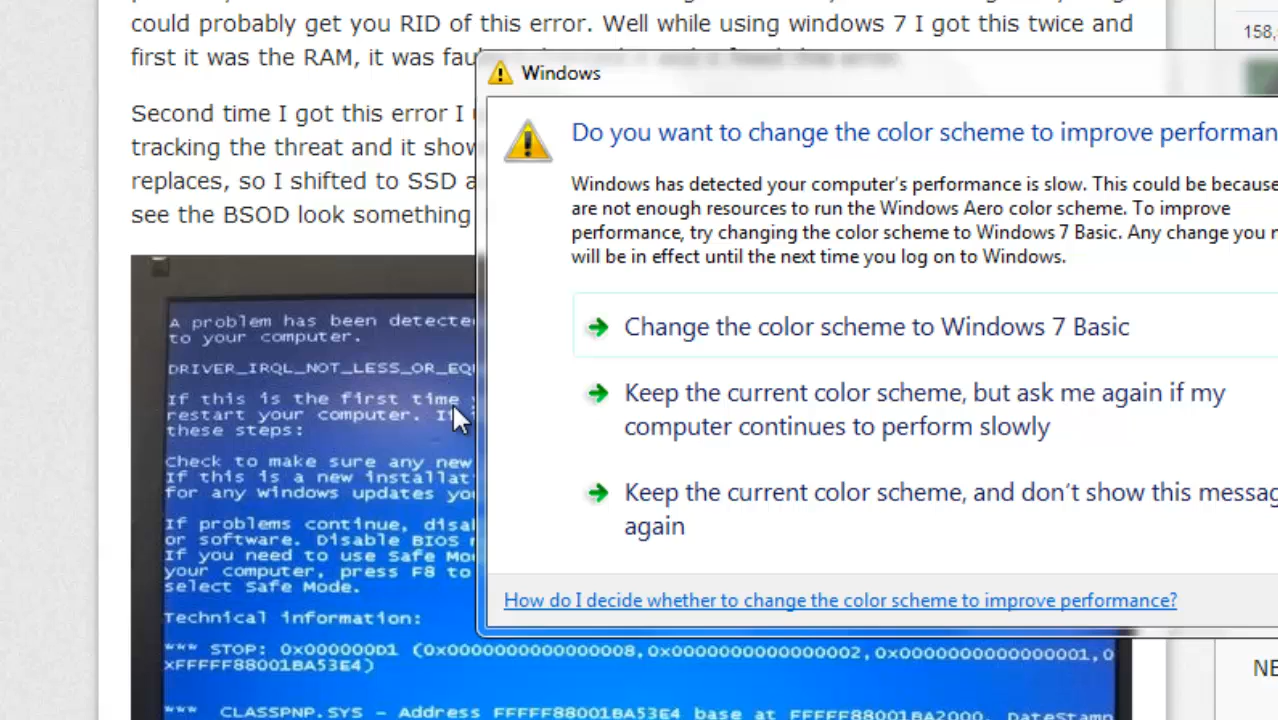 could probably get you RID of this error. Well while using windows 7 I got this twice and
first it was the RAM, it was
Second time I got this error I
tracking the threat and it
replaces, so I shifted to SSD
see the BSOD look something
158,
Windows
Do you want to change the color scheme to improve
Windows has detected your computer's performance is slow. This could be because
are not enough resources to run the Windows Aero color scheme. To improve
performance, try changing the color scheme to Windows 7 Basic. Any change you
will be in effect until the next time you log on to Windows.
Change the color scheme to Windows 7 Basic
Keep the current color scheme, but ask me again if my
computer continues to perform slowly
Keep the current color scheme, and don't show this
again
How do I decide whether to change the color scheme to improve performance?
A problem has been
to your computer.
If this is the first time
restart your computer.
these steps:
Check to make sure any new
If this is a new
for any windows updates
If problems continue,
or software. Disable BIOS
If you need to use Safe
your computer, press F8 to
select Safe Mode.
Technical information:
*** STOP: 0x000000D1 (0x0000000000000008,0x0000000000000002,0x0000000000000001,0
xFFFFF88001BA53E4)
*** CLASSPNP.SYS - Address FFFFF88001BA53E4 base at FFFFF88001BA2000, DateStamp